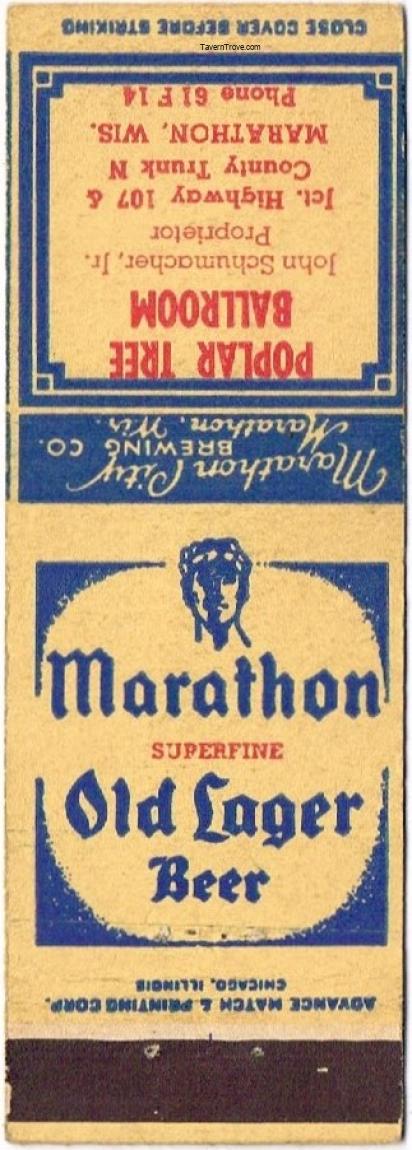 CLOSE COVER BEFORE STRIKING
TavernTrove.com
POPLAR TREE
BALLROOM
John Schumacher, Jr.
Proprietor
Jct. Highway 107 &
County Trunk N
MARATHON, WIS.
Phone 61 F 14
Marathon City
BREWING CO.
Marathon, Wis.
Marathon
SUPERFINE
Old Lager
Beer
ADVANCE MATCH & PRINTING CORP.
CHICAGO, ILLINOIS